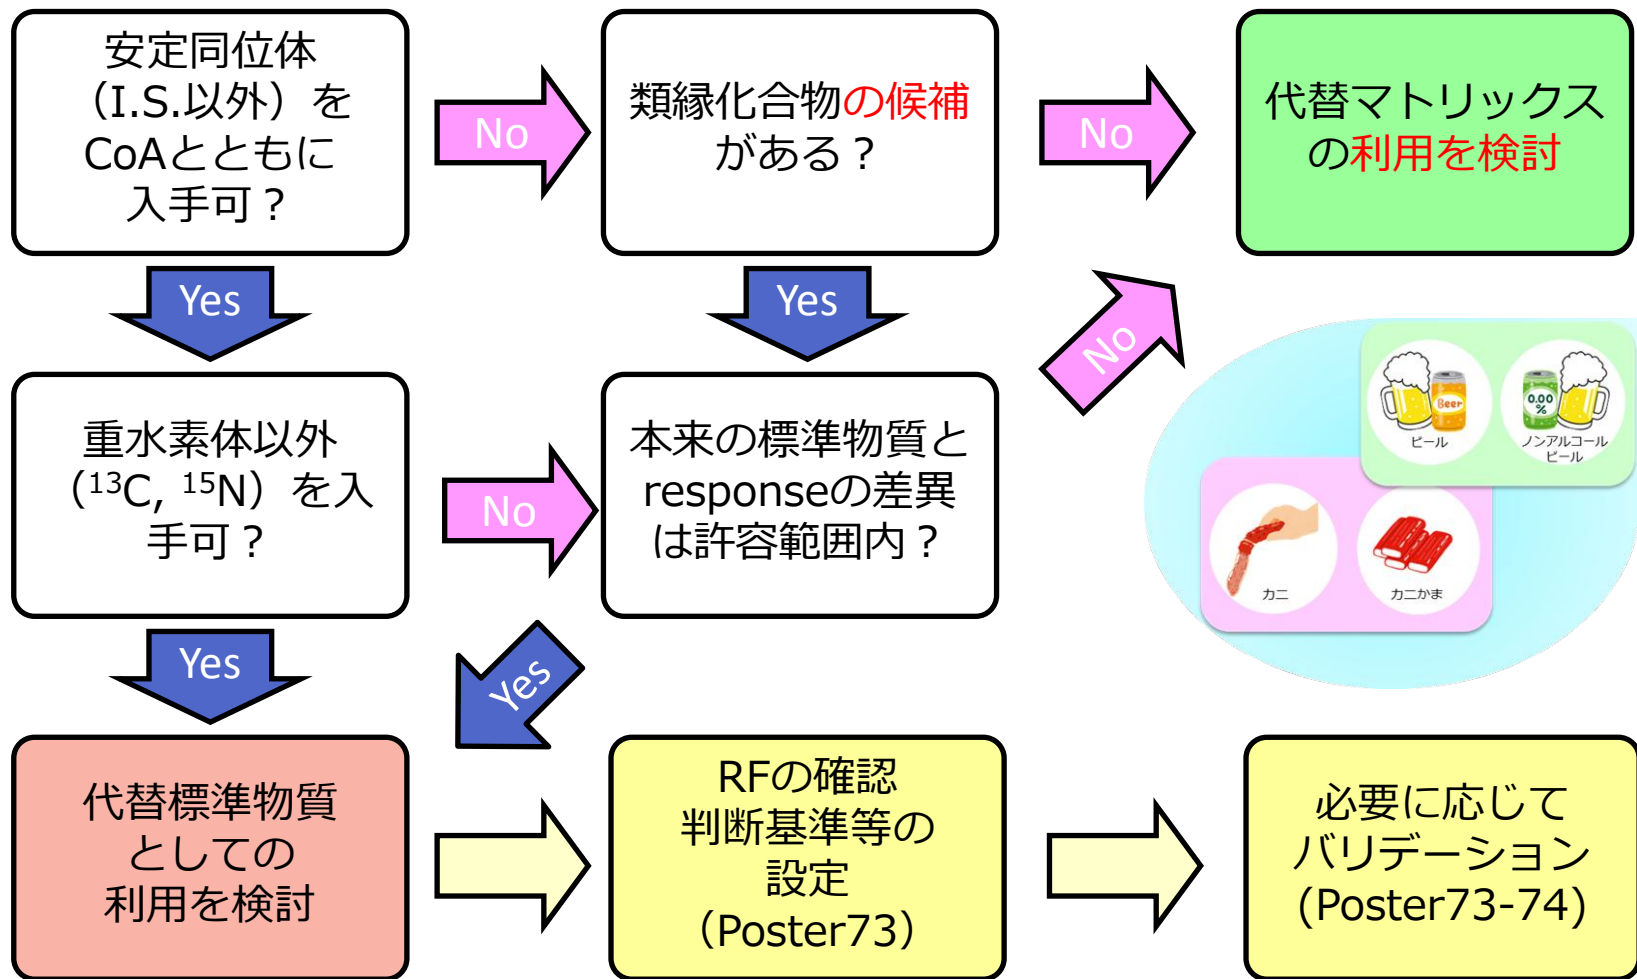 安定同位体
（I.S.以外）を
CoAとともに
入手可？
No
類縁化合物の候補
がある？
No
代替マトリックス
の利用を検討
Yes
Yes
No
重水素体以外
（¹³C, ¹⁵N）を入
手可？
No
本来の標準物質と
responseの差異
は許容範囲内？
Beer
ビール
0.00
%
ノンアルコール
ビール
カニ
カニかま
Yes
Yes
代替標準物質
としての
利用を検討
RFの確認
判断基準等の
設定
（Poster73）
必要に応じて
バリデーション
(Poster73-74)